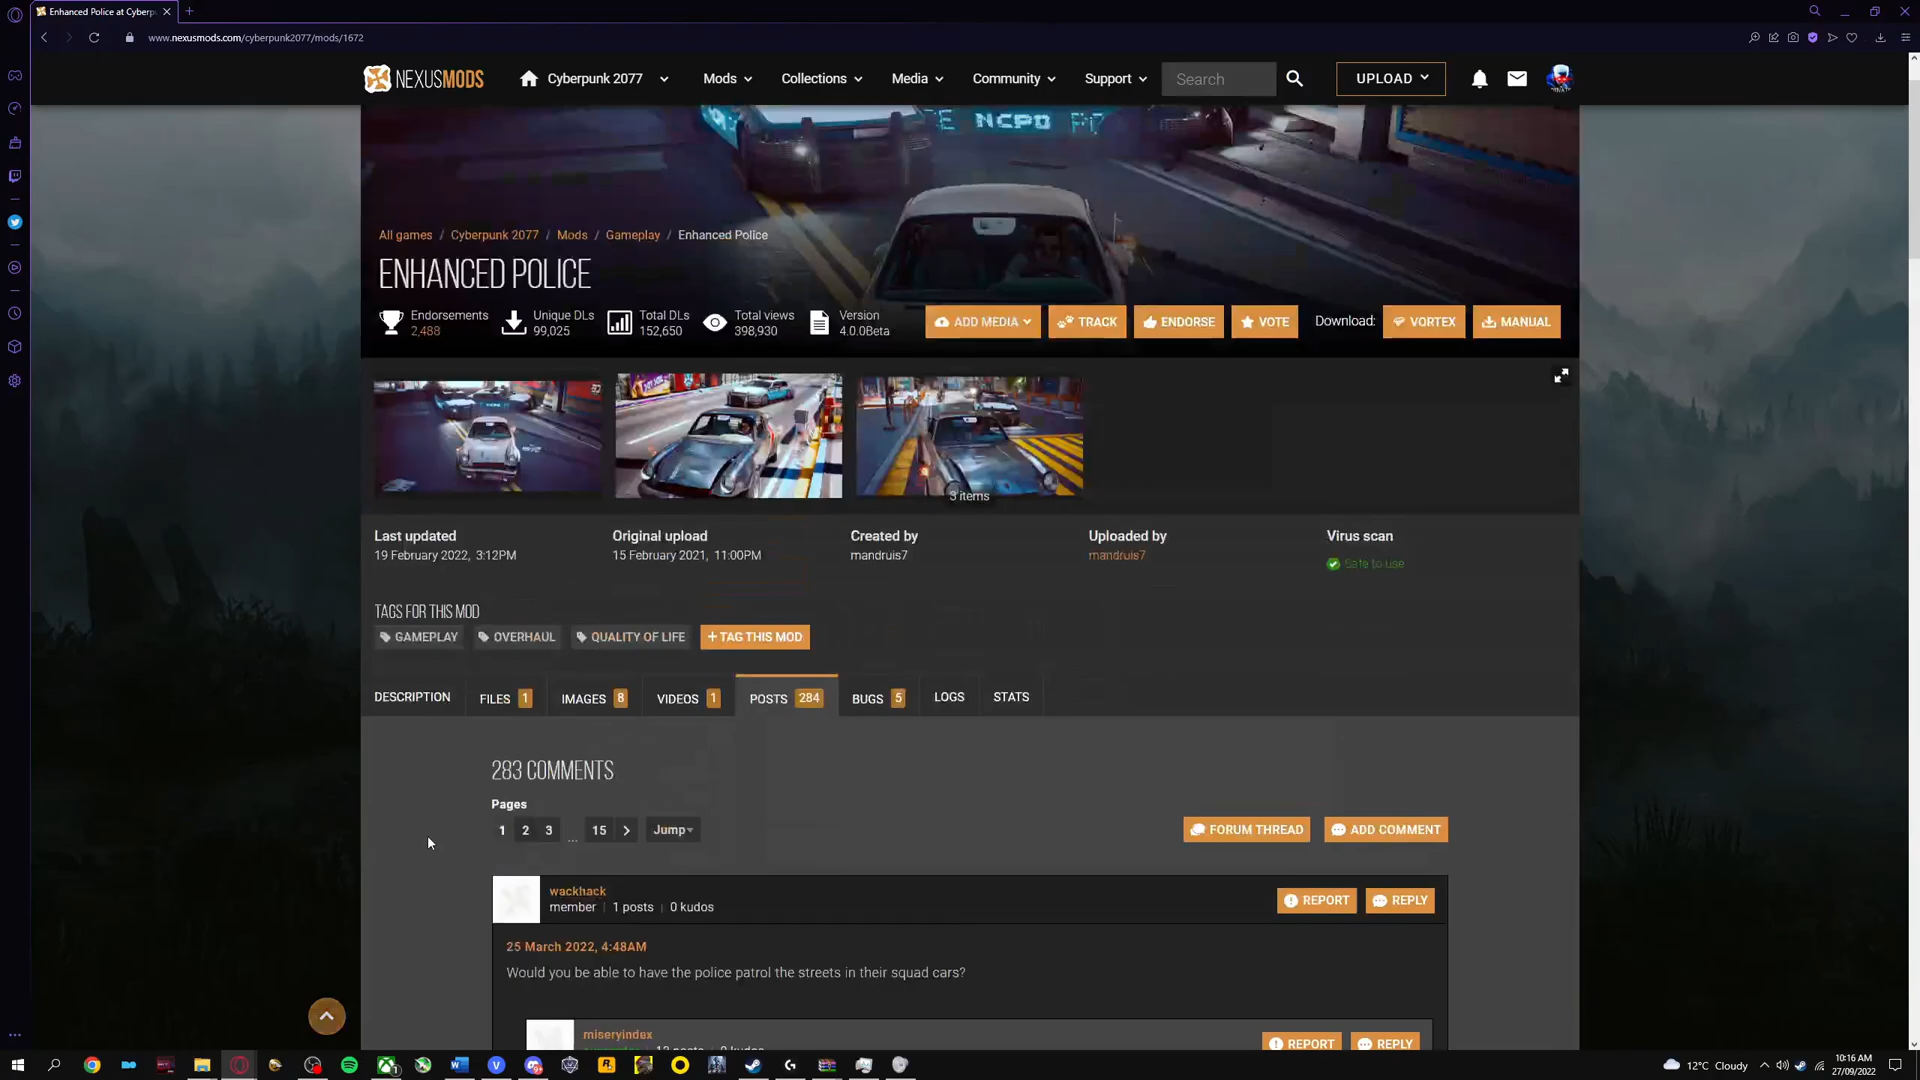 Enhanced Police at Cyberp
www.nexusmods.com/cyberpunk2077/mods/1672
NEXUSMODS
Cyberpunk 2077
Mods
Collections
Media
Community
Support
Search
UPLOAD
NCPD
All games / Cyberpunk 2077 / Mods / Gameplay / Enhanced Police
ENHANCED POLICE
Endorsements
2,488
Unique DLs
99,025
Total DLs
152,650
Total views
398,930
Version
4.0.0Beta
ADD MEDIA
TRACK
ENDORSE
VOTE
Download:
VORTEX
MANUAL
3 items
Last updated
19 February 2022, 3:12PM
Original upload
15 February 2021, 11:00PM
Created by
mandruis7
Uploaded by
mandruis7
Virus scan
Safe to use
TAGS FOR THIS MOD
GAMEPLAY
OVERHAUL
QUALITY OF LIFE
+ TAG THIS MOD
DESCRIPTION
FILES 1
IMAGES 8
VIDEOS 1
POSTS 284
BUGS 5
LOGS
STATS
283 COMMENTS
Pages
1 2 3 ... 15 > Jump
FORUM THREAD
ADD COMMENT
wackhack
member | 1 posts | 0 kudos
REPORT
REPLY
25 March 2022, 4:48AM
Would you be able to have the police patrol the streets in their squad cars?
miseryindex
REPORT
REPLY
12°C Cloudy
10:16 AM
27/09/2022